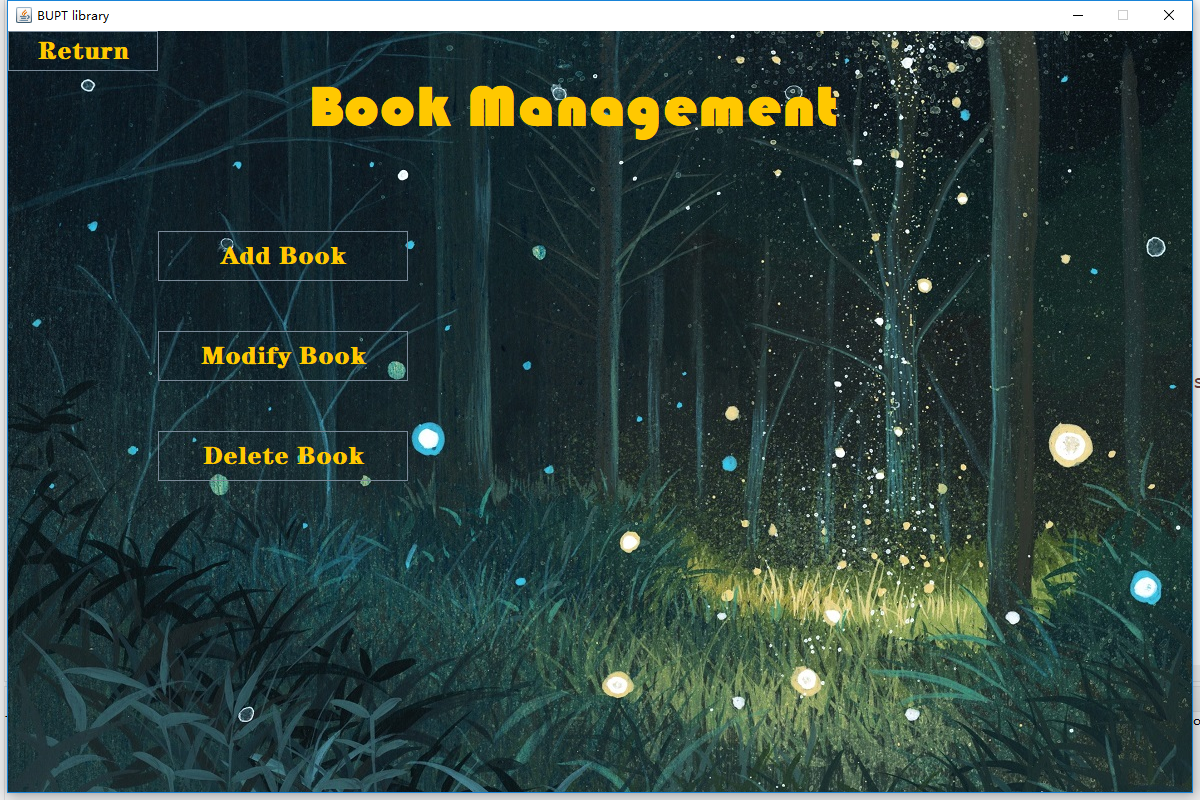 BUPT library
Return
Book Management
Add Book
Modify Book
Delete Book